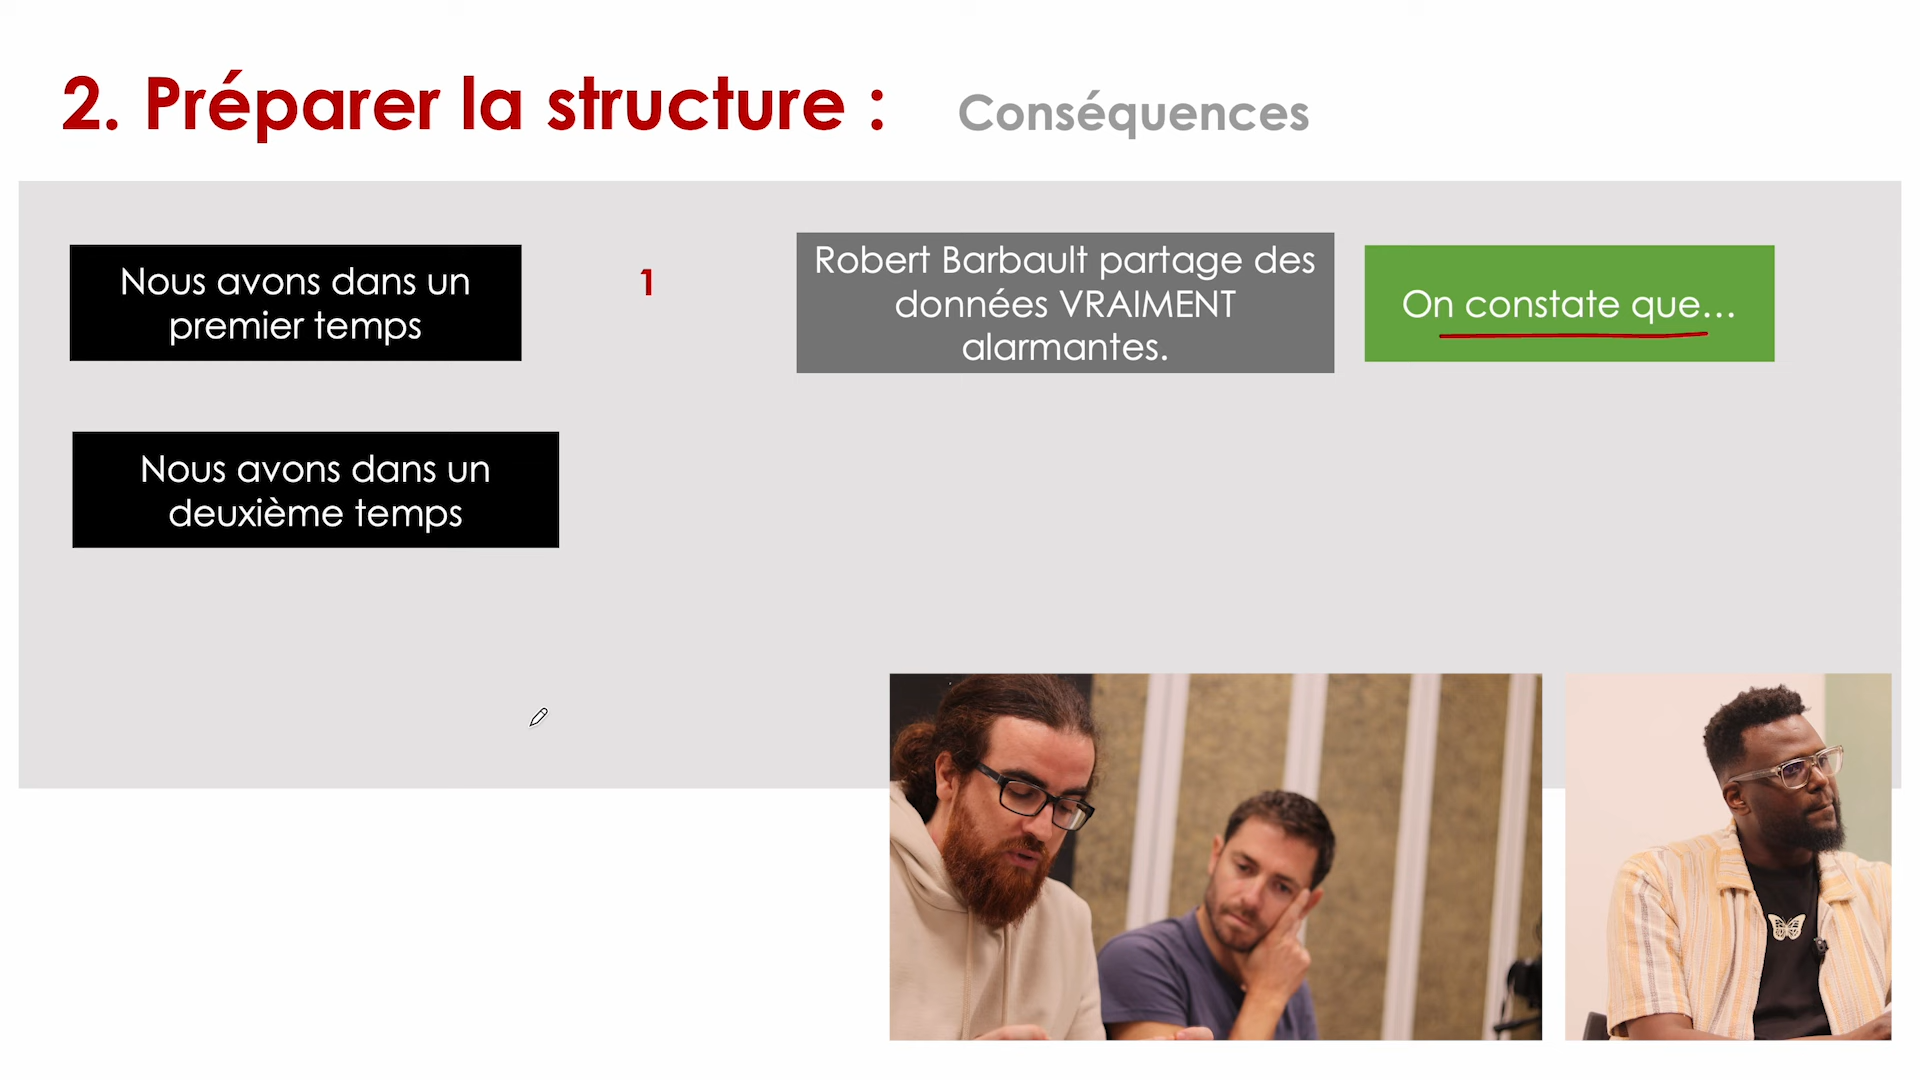 2. Préparer la structure :
Conséquences
Nous avons dans un
premier temps
1
Robert Barbault partage des
données VRAIMENT
alarmantes.
On constate que...
Nous avons dans un
deuxième temps